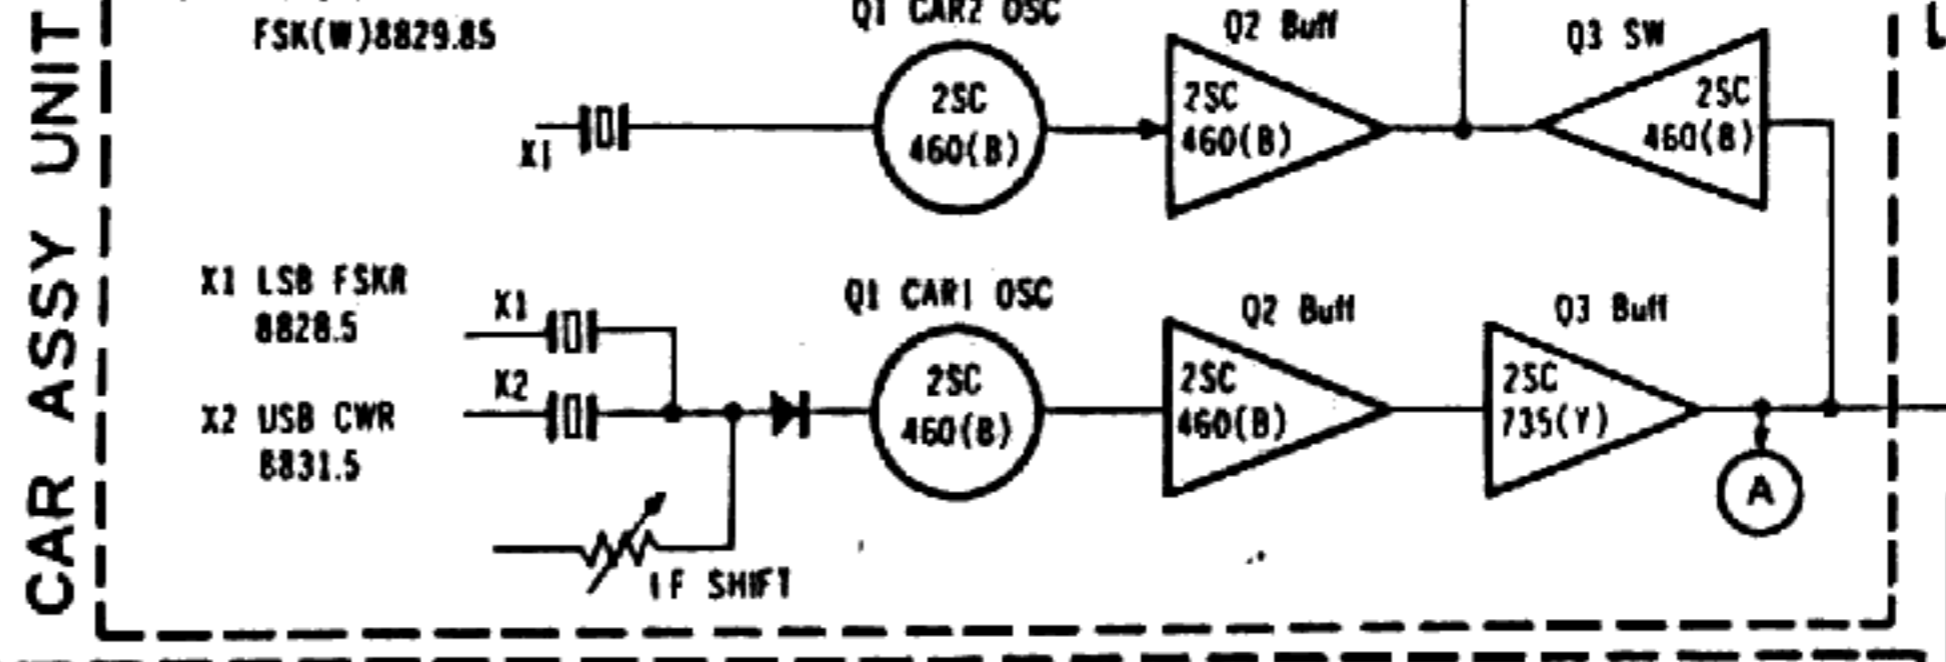 CAR ASSY UNIT
FSK(W)8829.85
Q1 CAR2 OSC
Q2 Buff
Q3 SW
2SC
460(B)
2SC
460(B)
2SC
460(B)
X1
X1 LSB FSKR
8828.5
X1
Q1 CAR1 OSC
Q2 Buff
Q3 Buff
X2 USB CWR
8831.5
X2
2SC
460(B)
2SC
460(B)
2SC
735(Y)
A
IF SHIFT